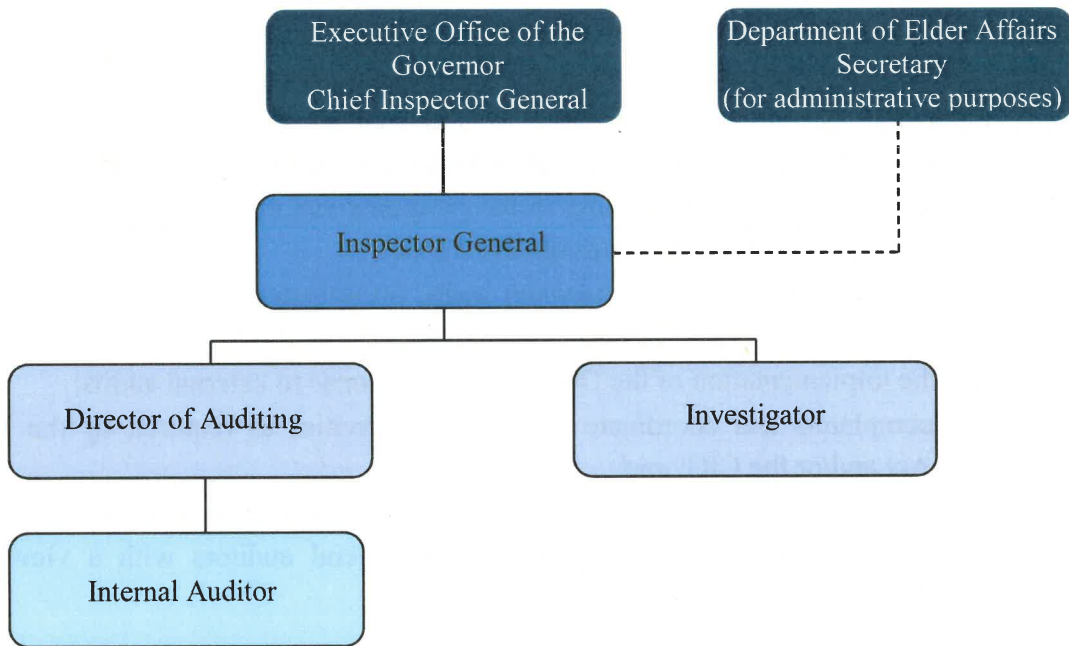 Executive Office of the
Governor
Chief Inspector General
Department of Elder Affairs
Secretary
(for administrative purposes)
Inspector General
Director of Auditing
Investigator
Internal Auditor